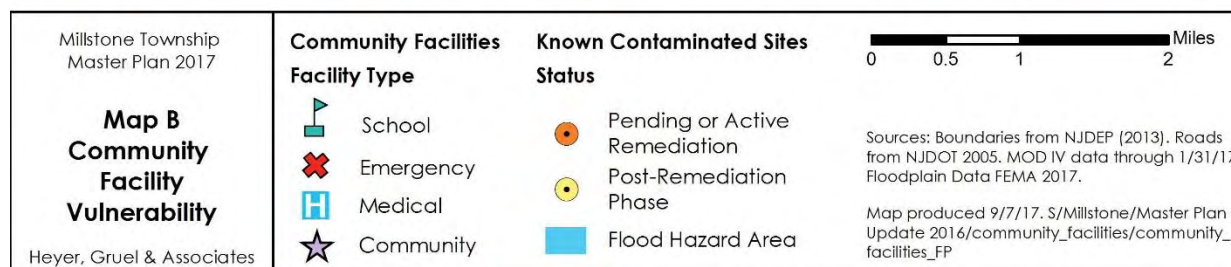 Millstone Township
Master Plan 2017
Map B
Community
Facility
Vulnerability
Heyer, Gruel & Associates
Community Facilities
Facility Type
School
Emergency
H
Medical
Community
Known Contaminated Sites
Status
Pending or Active
Remediation
Post-Remediation
Phase
Flood Hazard Area
Miles
0 0.5 1 2
Sources: Boundaries from NJDEP (2013). Roads
from NJDOT 2005. MOD IV data through 1/31/17
Floodplain Data FEMA 2017.
Map produced 9/7/17. S/Millstone/Master Plan
Update 2016/community_facilities/community_
facilities_FP